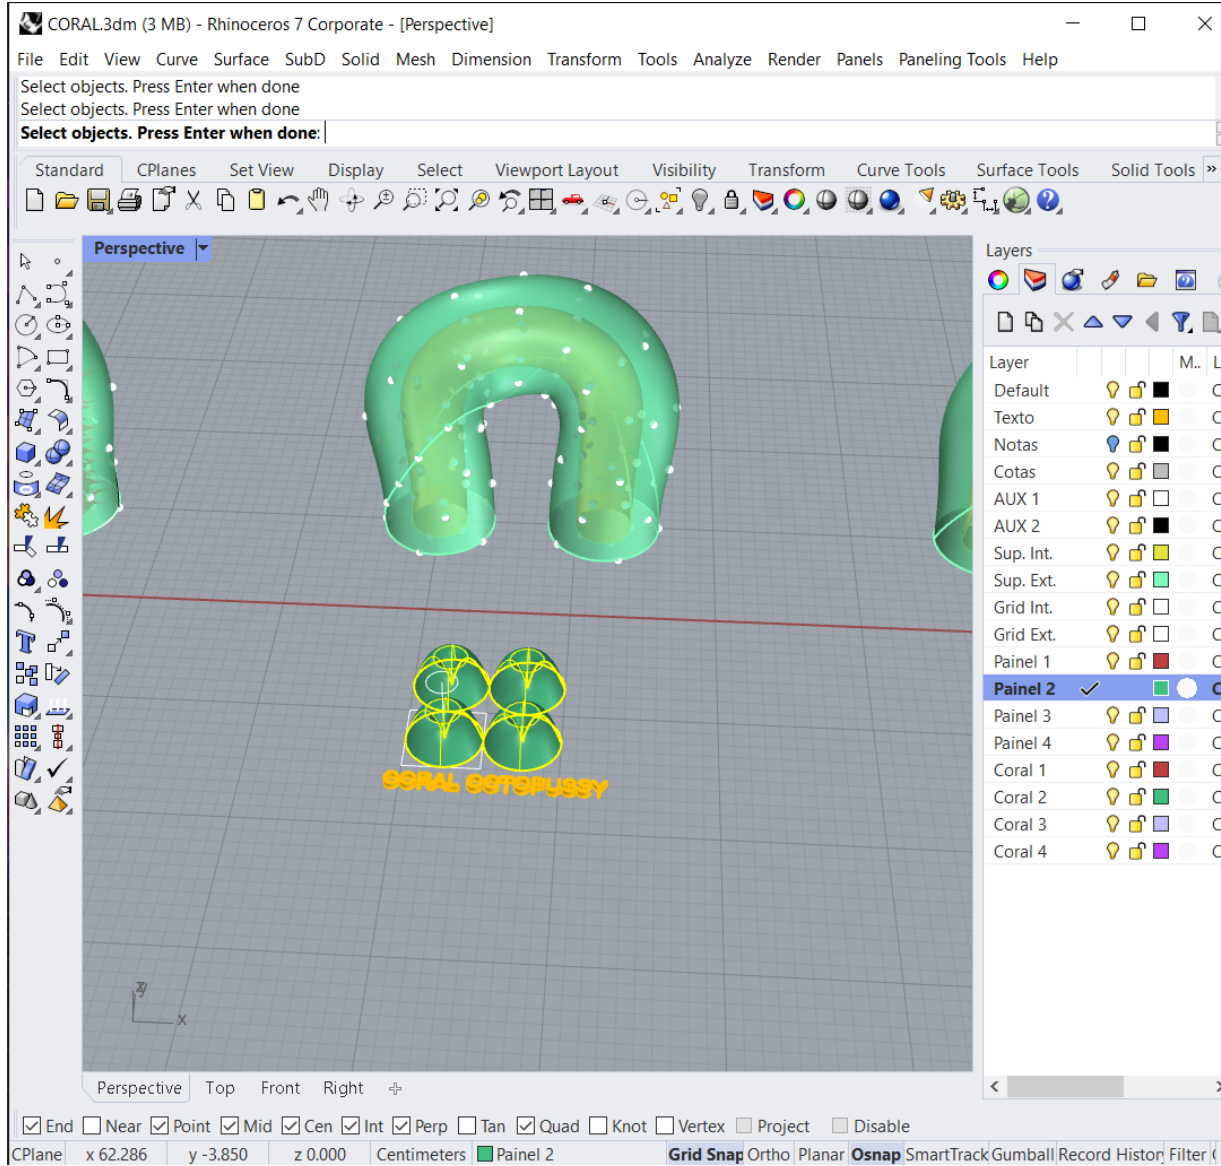 CORAL.3dm (3 MB) - Rhinoceros 7 Corporate - [Perspective]
File Edit View Curve Surface SubD Solid Mesh Dimension Transform Tools Analyze Render Panels Paneling Tools Help
Select objects. Press Enter when done
Select objects. Press Enter when done
Select objects. Press Enter when done:
Standard CPlanes Set View Display Select Viewport Layout Visibility Transform Curve Tools Surface Tools Solid Tools »
Perspective
Layers
Layer M.. L
Default C
Texto C
Notas C
Cotas C
AUX 1 C
AUX 2 C
Sup. Int. C
Sup. Ext. C
Grid Int. C
Grid Ext. C
Painel 1 C
Painel 2 C
Painel 3 C
Painel 4 C
Coral 1 C
Coral 2 C
Coral 3 C
Coral 4 C
CORAL
x
Perspective Top Front Right
End Near Point Mid Cen Int Perp Tan Quad Knot Vertex Project Disable
CPlane x 62.286 y -3.850 z 0.000 Centimeters Painel 2 Grid Snap Ortho Planar Osnap SmartTrack Gumball Record History Filter